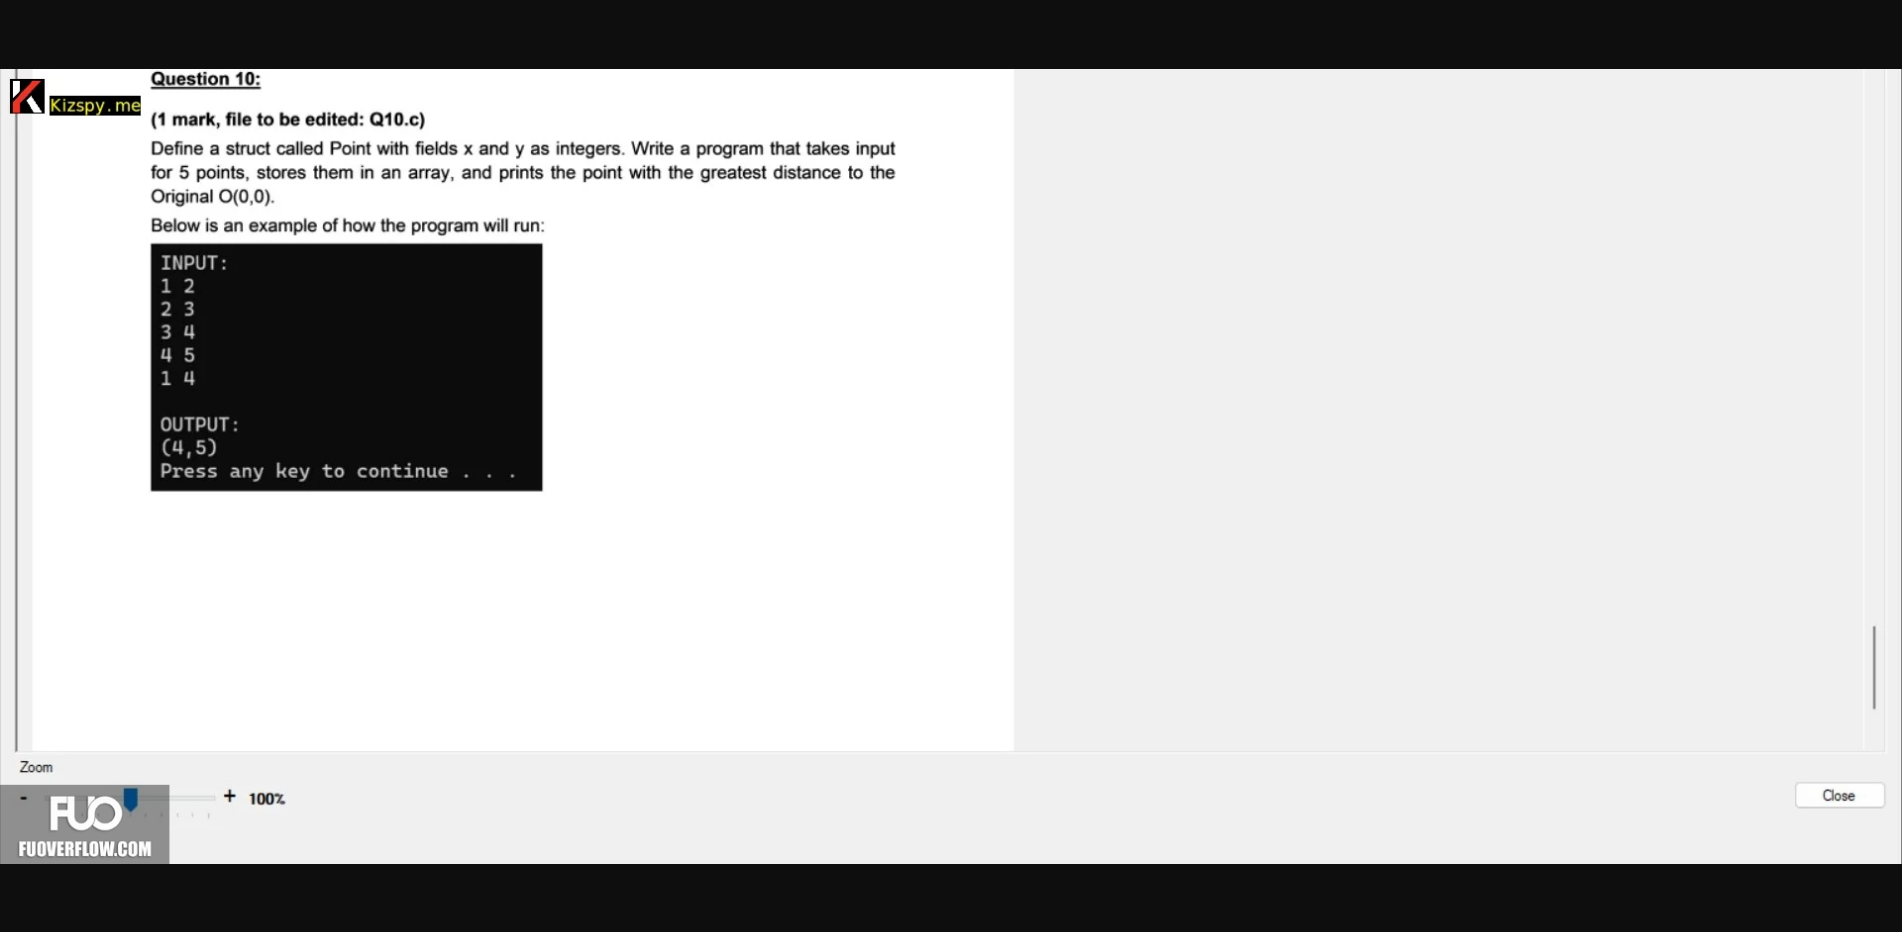 Question 10:
Kizspy.me
(1 mark, file to be edited: Q10.c)
Define a struct called Point with fields x and y as integers. Write a program that takes input
for 5 points, stores them in an array, and prints the point with the greatest distance to the
Original O(0,0).
Below is an example of how the program will run:
INPUT:
1 2
2 3
3 4
4 5
1 4
OUTPUT:
(4,5)
Press any key to continue . . .
Zoom
- + 100%
Close
FUO
FUOVERFLOW.COM